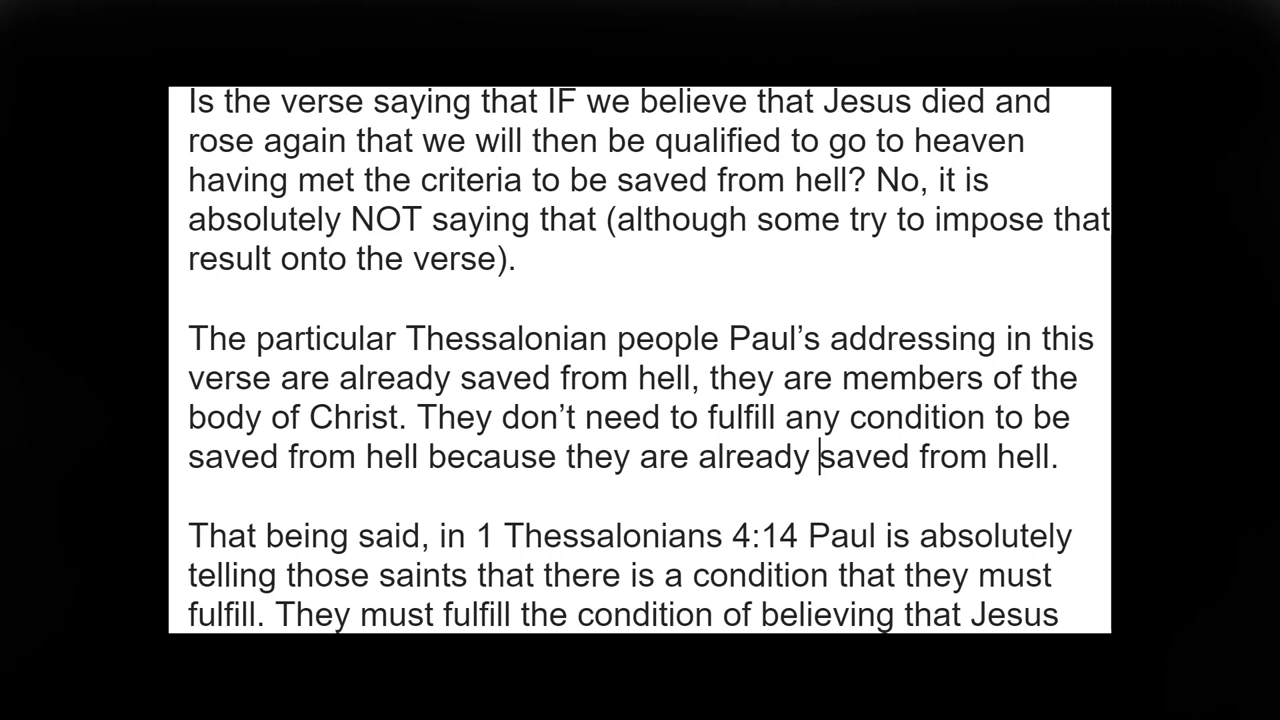 Is the verse saying that IF we believe that Jesus died and
rose again that we will then be qualified to go to heaven
having met the criteria to be saved from hell? No, it is
absolutely NOT saying that (although some try to impose that
result onto the verse).
The particular Thessalonian people Paul’s addressing in this
verse are already saved from hell, they are members of the
body of Christ. They don’t need to fulfill any condition to be
saved from hell because they are already saved from hell.
That being said, in 1 Thessalonians 4:14 Paul is absolutely
telling those saints that there is a condition that they must
fulfill. They must fulfill the condition of believing that Jesus